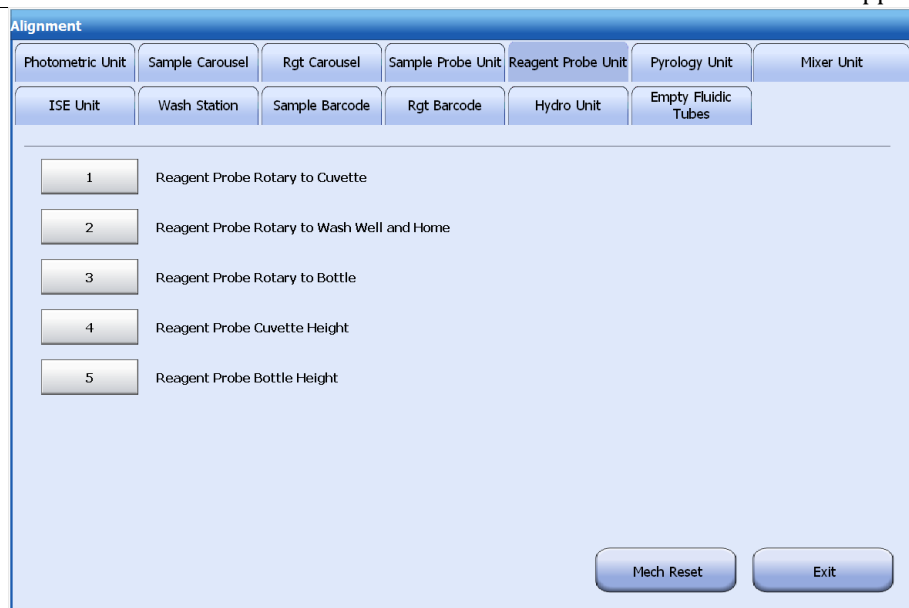 Alignment
Photometric Unit Sample Carousel Rgt Carousel Sample Probe Unit Reagent Probe Unit Pyrology Unit Mixer Unit
ISE Unit Wash Station Sample Barcode Rgt Barcode Hydro Unit Empty Fluidic
Tubes
1 Reagent Probe Rotary to Cuvette
2 Reagent Probe Rotary to Wash Well and Home
3 Reagent Probe Rotary to Bottle
4 Reagent Probe Cuvette Height
5 Reagent Probe Bottle Height
Mech Reset Exit